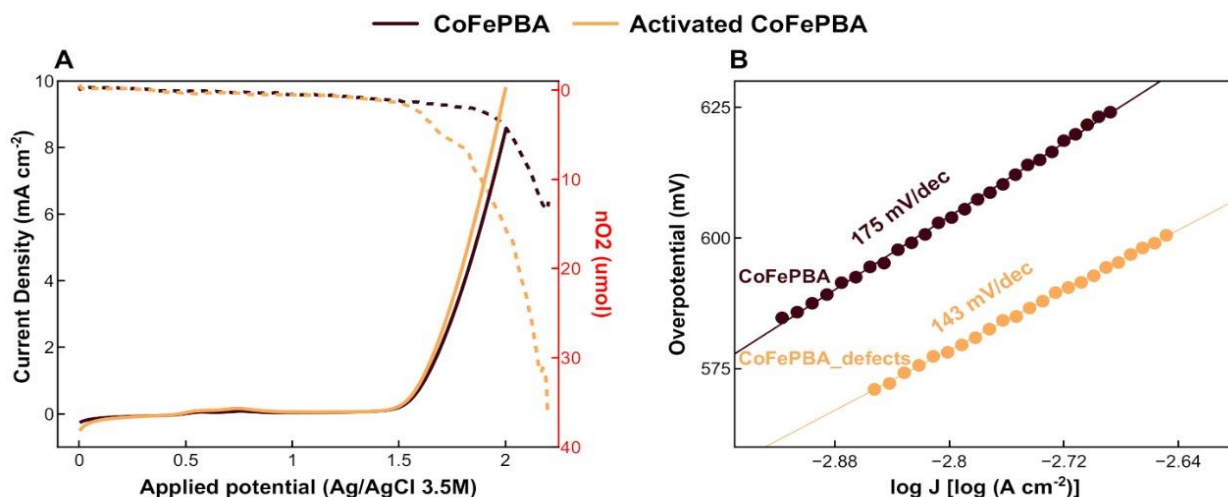 CoFePBA Activated CoFePBA
A
10
8
6
4
2
0
Current Density (mA cm⁻²)
0
10
20
30
40
nO2 (umol)
0 0.5 1 1.5 2
Applied potential (Ag/AgCl 3.5M)
B
625
600
575
Overpotential (mV)
175 mV/dec
CoFePBA
143 mV/dec
CoFePBA_defects
−2.88 −2.8 −2.72 −2.64
log J [log (A cm⁻²)]